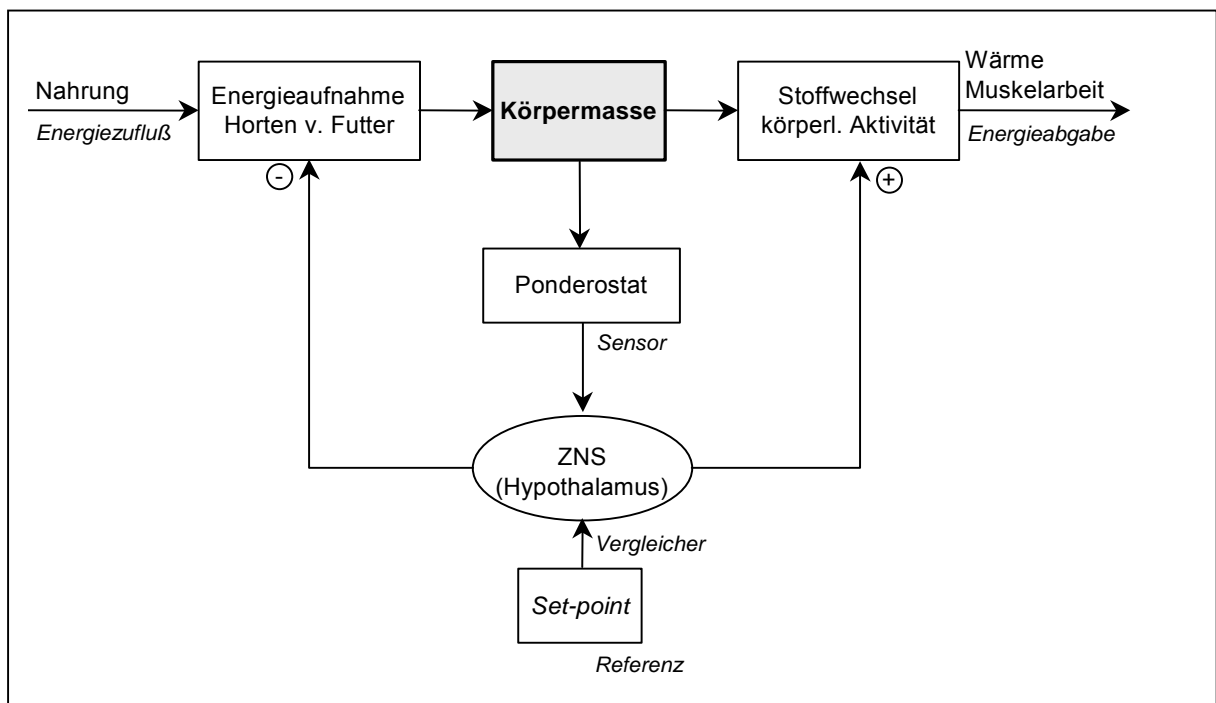 Nahrung
Energiezufluß
Energieaufnahme
Horten v. Futter
Körpermasse
Stoffwechsel
körperl. Aktivität
Wärme
Muskelarbeit
Energieabgabe
-
+
Ponderostat
Sensor
ZNS
(Hypothalamus)
Vergleicher
Set-point
Referenz